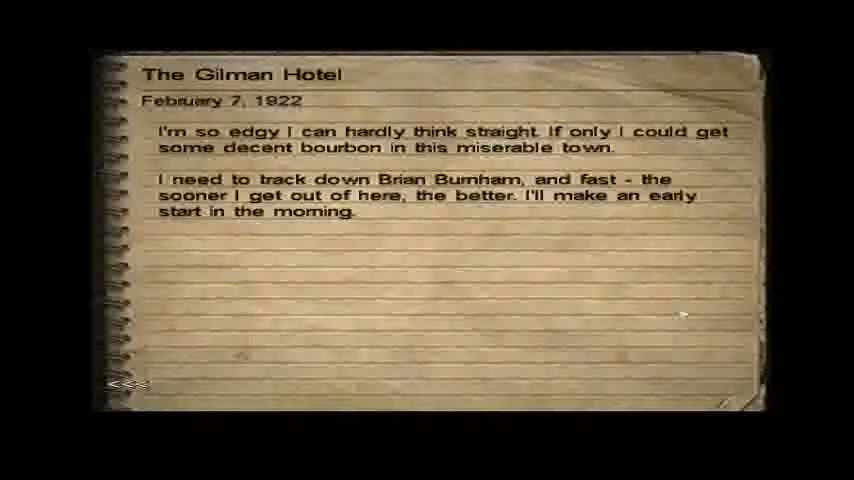 The Gilman Hotel
February 7, 1922
I'm so edgy I can hardly think straight. If only I could get
some decent bourbon in this miserable town.
I need to track down Brian Burnham, and fast - the
sooner I get out of here, the better. I'll make an early
start in the morning.
<<<